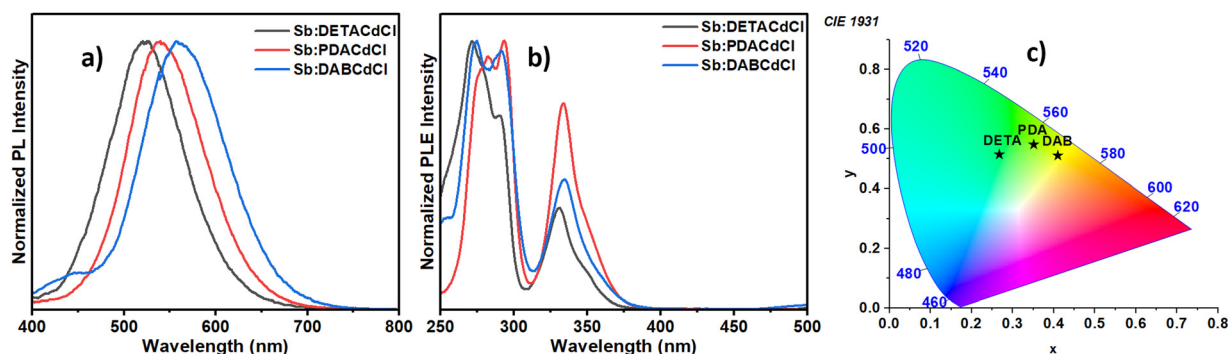 a)
Sb:DETACdCl
Sb:PDACdCl
Sb:DABCdCl
Normalized PL Intensity
400 500 600 700 800
Wavelength (nm)
b)
Sb:DETACdCl
Sb:PDACdCl
Sb:DABCdCl
Normalized PLE Intensity
250 300 350 400 450 500
Wavelength (nm)
CIE 1931
c)
y
0.8
0.6
0.4
0.2
0.0
520
540
560
500
580
600
620
480
460
DETA
PDA
DAB
0.0 0.1 0.2 0.3 0.4 0.5 0.6 0.7 0.8
x